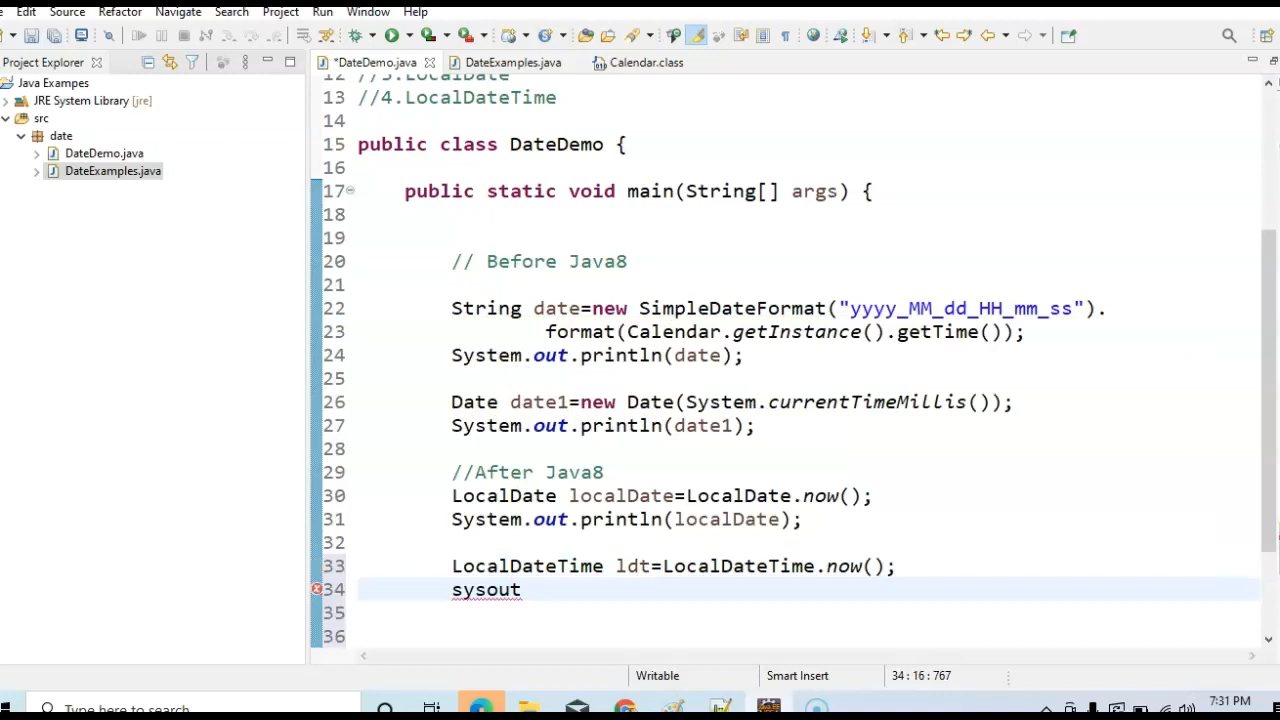 Edit Source Refactor Navigate Search Project Run Window Help
Project Explorer
*DateDemo.java
DateExamples.java
Calendar.class
Java Exampes
JRE System Library [jre]
src
date
DateDemo.java
DateExamples.java
12 //3.LocalDate
13 //4.LocalDateTime
14
15 public class DateDemo {
16
17 public static void main(String[] args) {
18
19
20 // Before Java8
21
22 String date=new SimpleDateFormat("yyyy_MM_dd_HH_mm_ss").
23 format(Calendar.getInstance().getTime());
24 System.out.println(date);
25
26 Date date1=new Date(System.currentTimeMillis());
27 System.out.println(date1);
28
29 //After Java8
30 LocalDate localDate=LocalDate.now();
31 System.out.println(localDate);
32
33 LocalDateTime ldt=LocalDateTime.now();
34 sysout
35
36
Writable
Smart Insert
34 : 16 : 767
Type here to search
7:31 PM